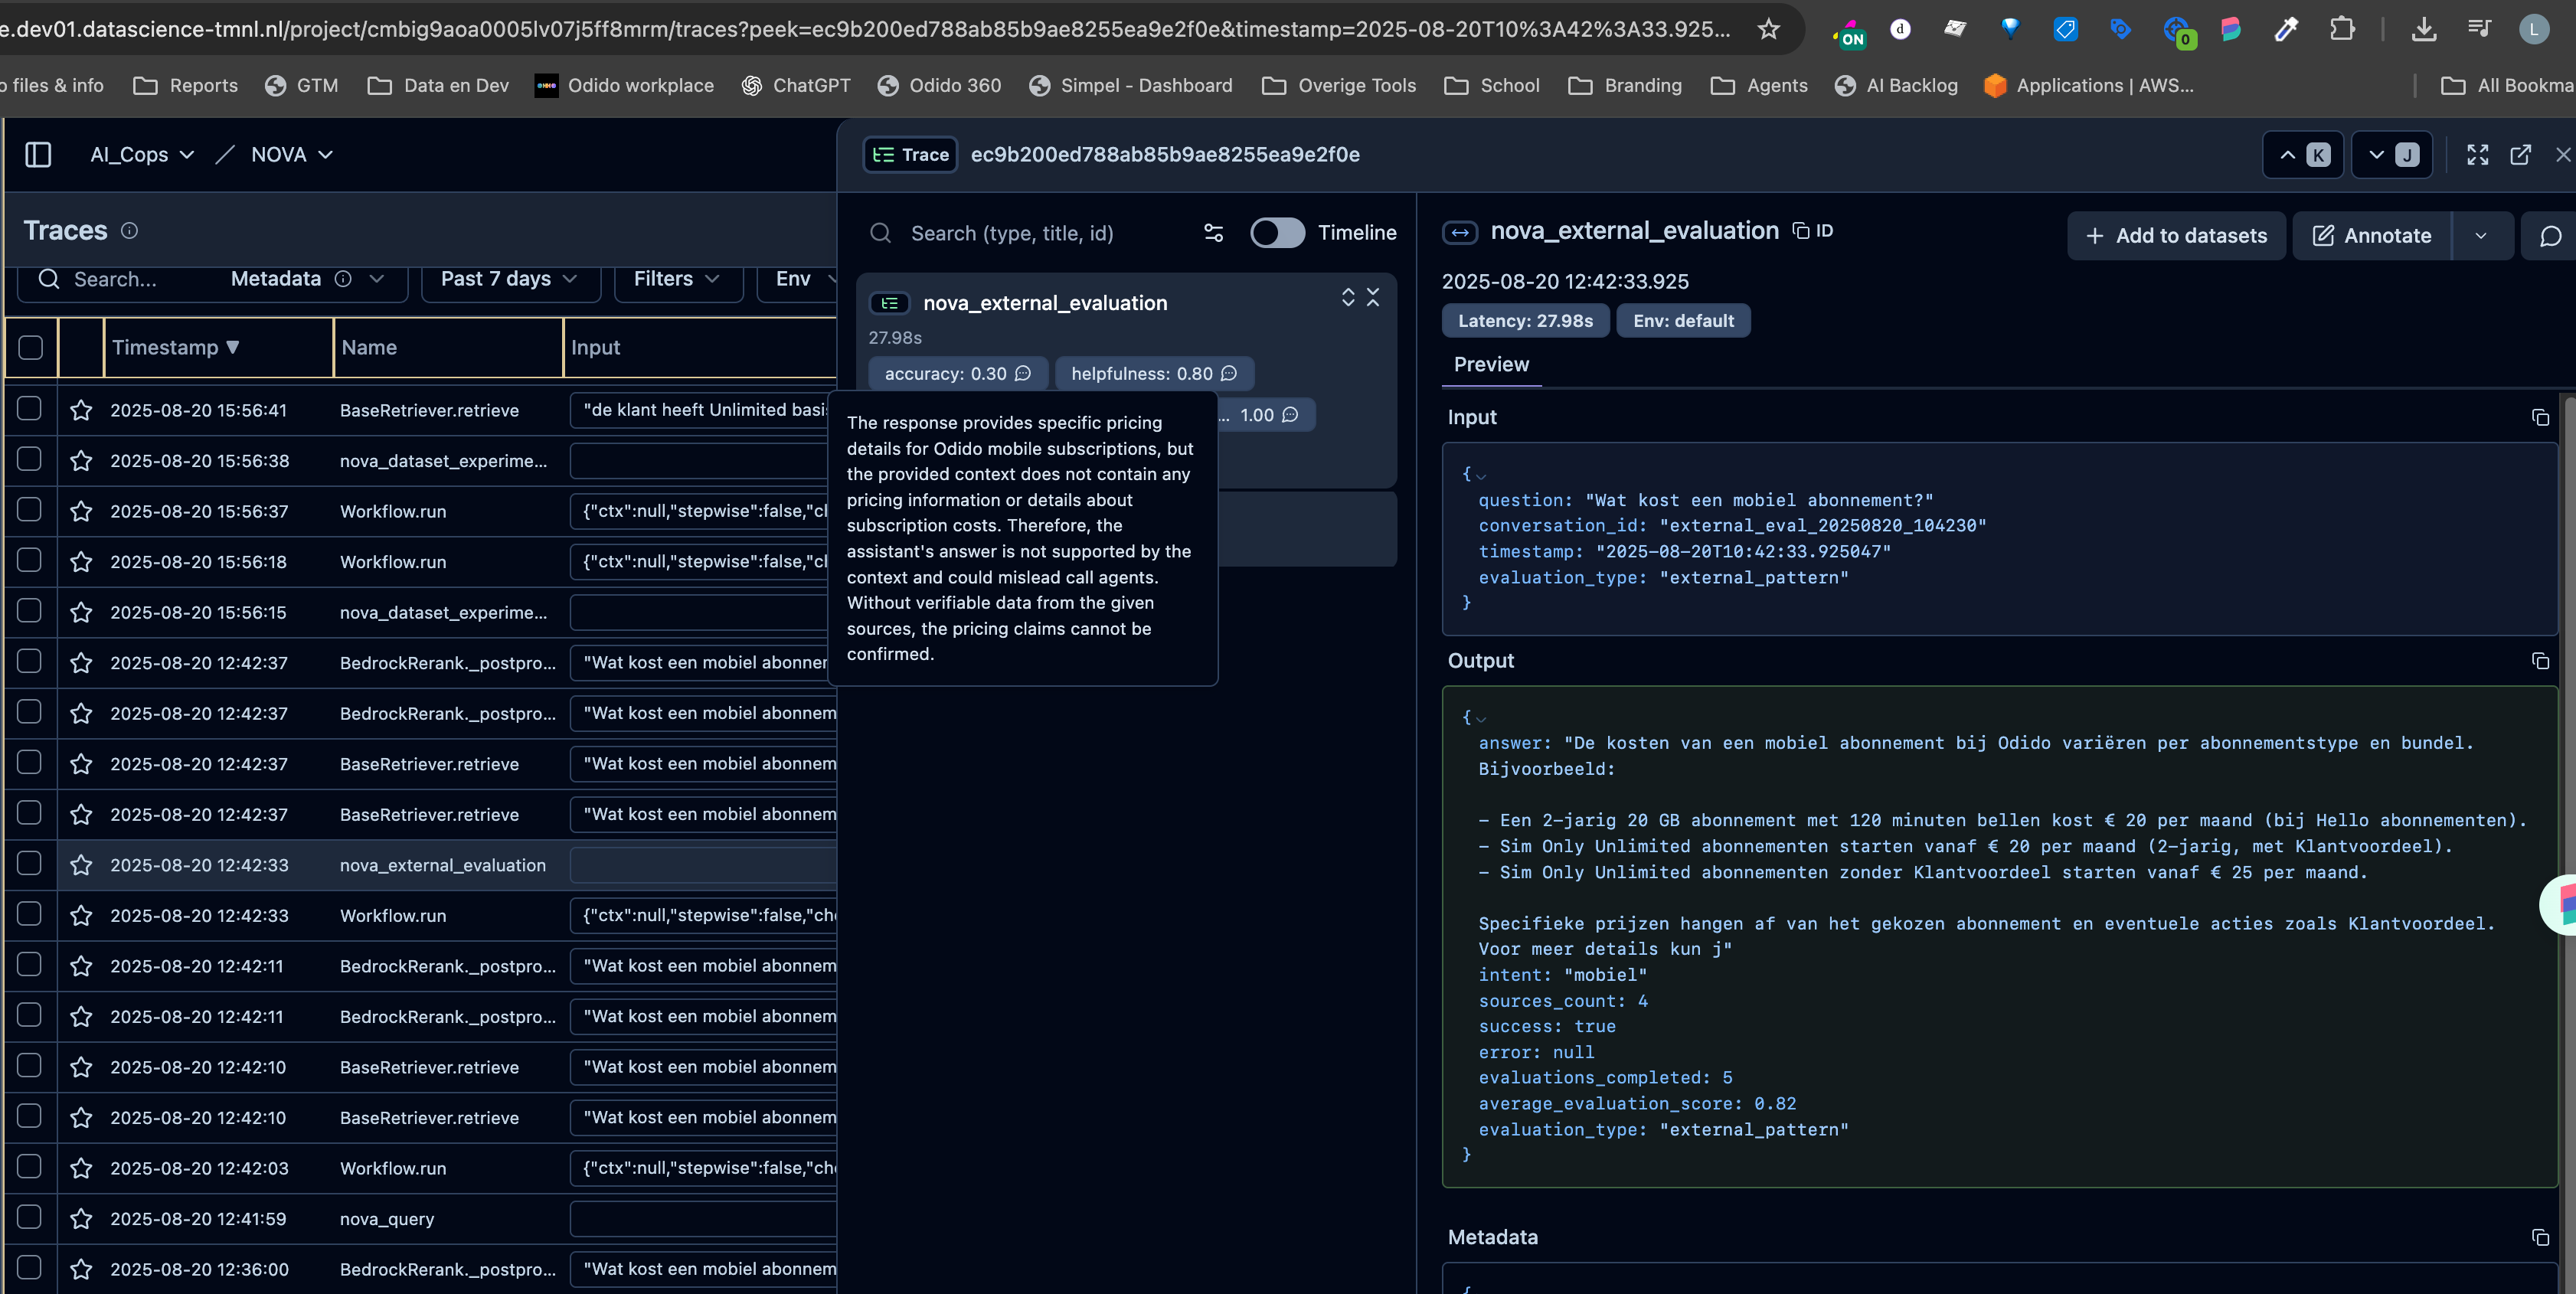 e.dev01.datascience-tmnl.nl/project/cmbig9aoa0005lv07j5ff8mrm/traces?peek=ec9b200ed788ab85b9ae8255ea9e2f0e&timestamp=2025-08-20T10%3A42%3A33.925...
ON
d
0
L
o files & info
Reports
GTM
Data en Dev
Odido workplace
ChatGPT
Odido 360
Simpel - Dashboard
Overige Tools
School
Branding
Agents
AI Backlog
Applications | AWS...
All Bookma
AI_Cops
NOVA
Trace
ec9b200ed788ab85b9ae8255ea9e2f0e
K
J
Traces
Search...
Metadata
Past 7 days
Filters
Env
Timestamp ▼
Name
Input
2025-08-20 15:56:41 BaseRetriever.retrieve "de klant heeft Unlimited basi
2025-08-20 15:56:38 nova_dataset_experime...
2025-08-20 15:56:37 Workflow.run {"ctx":null,"stepwise":false,"cl
2025-08-20 15:56:18 Workflow.run {"ctx":null,"stepwise":false,"cl
2025-08-20 15:56:15 nova_dataset_experime...
2025-08-20 12:42:37 BedrockRerank._postpro... "Wat kost een mobiel abonner
2025-08-20 12:42:37 BedrockRerank._postpro... "Wat kost een mobiel abonnem
2025-08-20 12:42:37 BaseRetriever.retrieve "Wat kost een mobiel abonnem
2025-08-20 12:42:37 BaseRetriever.retrieve "Wat kost een mobiel abonnem
2025-08-20 12:42:33 nova_external_evaluation
2025-08-20 12:42:33 Workflow.run {"ctx":null,"stepwise":false,"che
2025-08-20 12:42:11 BedrockRerank._postpro... "Wat kost een mobiel abonnem
2025-08-20 12:42:11 BedrockRerank._postpro... "Wat kost een mobiel abonnem
2025-08-20 12:42:10 BaseRetriever.retrieve "Wat kost een mobiel abonnem
2025-08-20 12:42:10 BaseRetriever.retrieve "Wat kost een mobiel abonnem
2025-08-20 12:42:03 Workflow.run {"ctx":null,"stepwise":false,"che
2025-08-20 12:41:59 nova_query
2025-08-20 12:36:00 BedrockRerank._postpro... "Wat kost een mobiel abonnem
Search (type, title, id)
Timeline
nova_external_evaluation
27.98s
accuracy: 0.30
helpfulness: 0.80
... 1.00
The response provides specific pricing
details for Odido mobile subscriptions, but
the provided context does not contain any
pricing information or details about
subscription costs. Therefore, the
assistant's answer is not supported by the
context and could mislead call agents.
Without verifiable data from the given
sources, the pricing claims cannot be
confirmed.
nova_external_evaluation
ID
Add to datasets
Annotate
2025-08-20 12:42:33.925
Latency: 27.98s
Env: default
Preview
Input
{
question: "Wat kost een mobiel abonnement?"
conversation_id: "external_eval_20250820_104230"
timestamp: "2025-08-20T10:42:33.925047"
evaluation_type: "external_pattern"
}
Output
{
answer: "De kosten van een mobiel abonnement bij Odido variëren per abonnementstype en bundel.
Bijvoorbeeld:
– Een 2-jarig 20 GB abonnement met 120 minuten bellen kost € 20 per maand (bij Hello abonnementen).
– Sim Only Unlimited abonnementen starten vanaf € 20 per maand (2-jarig, met Klantvoordeel).
– Sim Only Unlimited abonnementen zonder Klantvoordeel starten vanaf € 25 per maand.
Specifieke prijzen hangen af van het gekozen abonnement en eventuele acties zoals Klantvoordeel.
Voor meer details kun j"
intent: "mobiel"
sources_count: 4
success: true
error: null
evaluations_completed: 5
average_evaluation_score: 0.82
evaluation_type: "external_pattern"
}
Metadata
{